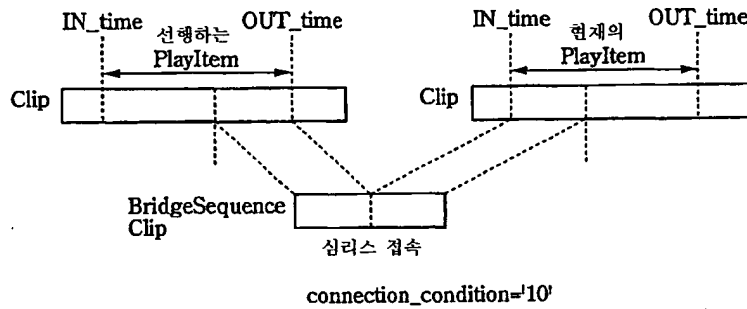 IN_time 선행하는 OUT_time
PlayItem
Clip
IN_time 현재의 OUT_time
PlayItem
Clip
BridgeSequence
Clip
심리스 접속
connection_condition='10'